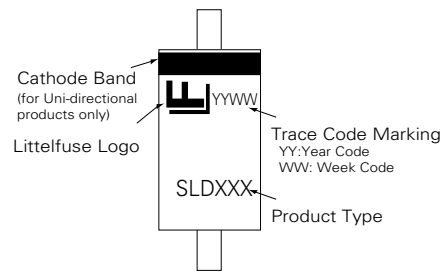 Cathode Band
(for Uni-directional
products only)
Littelfuse Logo
YYWW
Trace Code Marking
YY:Year Code
WW: Week Code
SLDXXX
Product Type